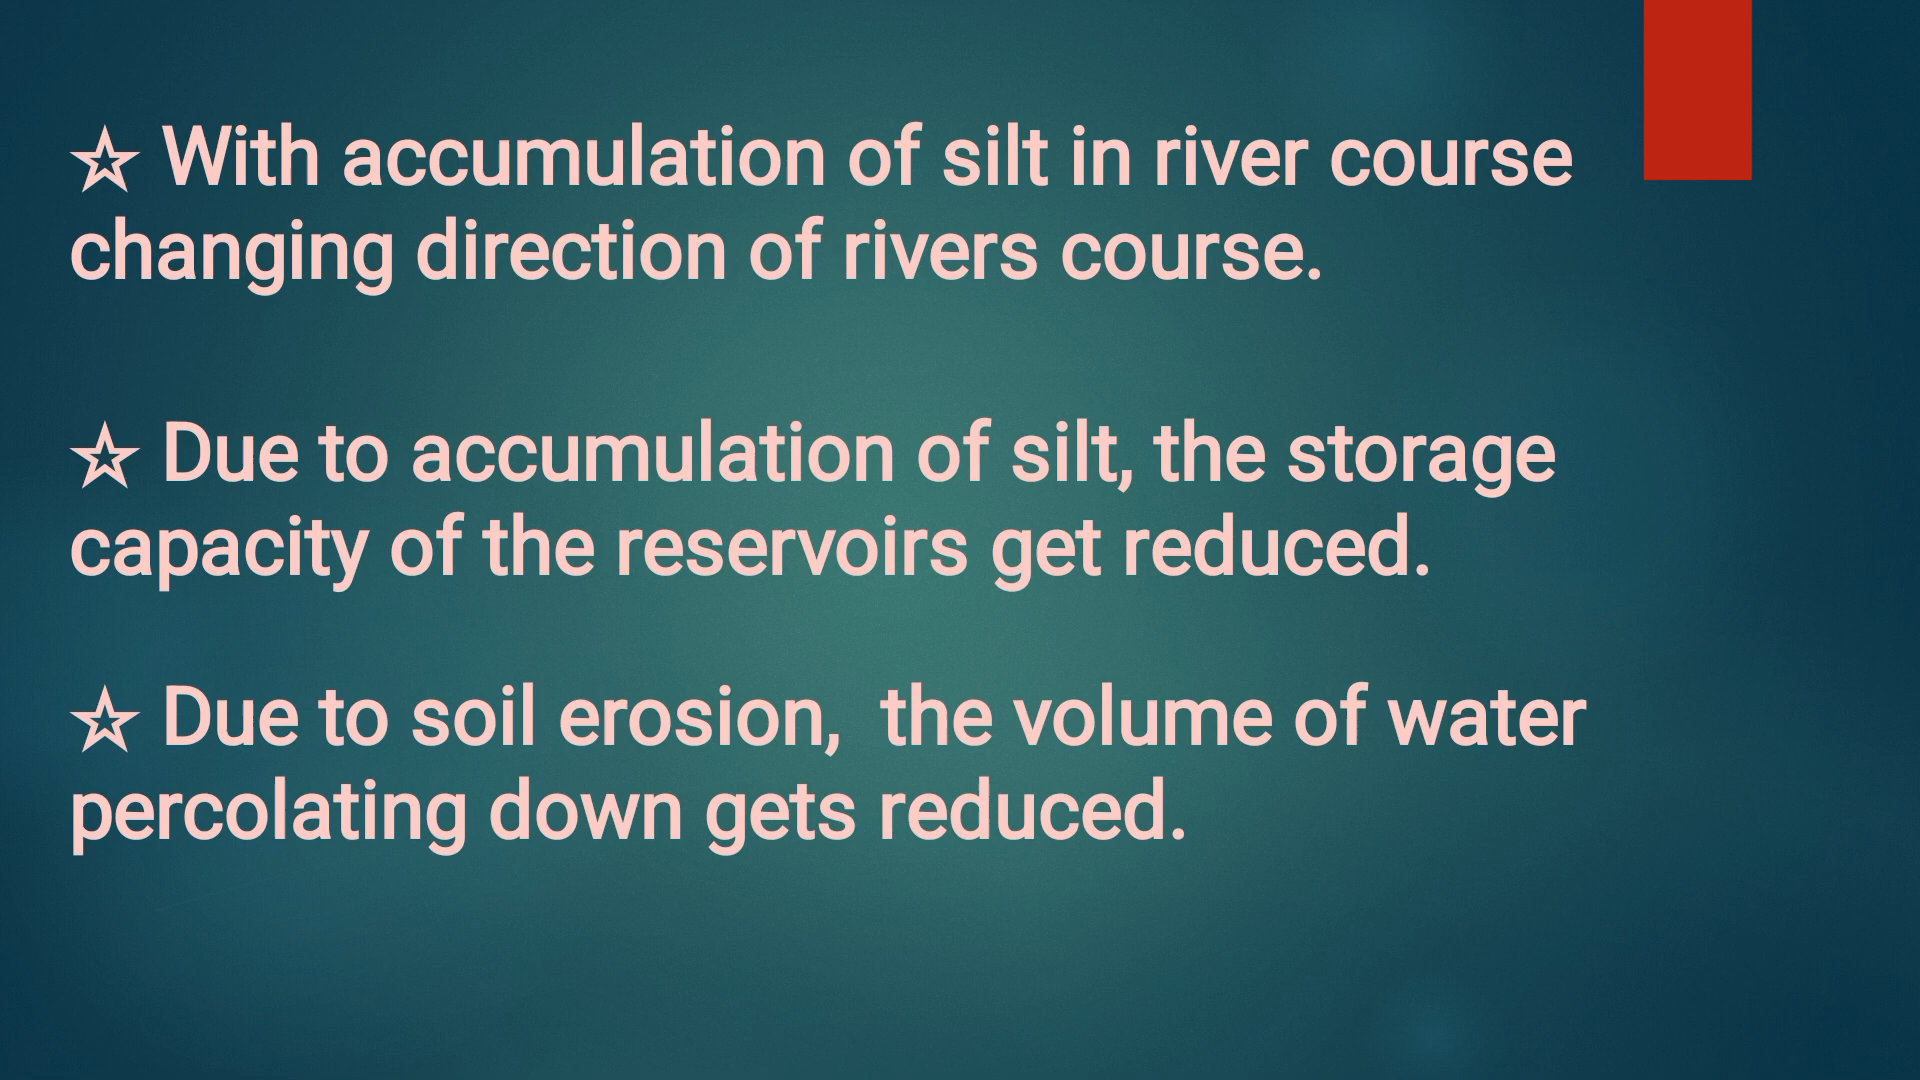 ☆ With accumulation of silt in river course
changing direction of rivers course.
☆ Due to accumulation of silt, the storage
capacity of the reservoirs get reduced.
☆ Due to soil erosion,  the volume of water
percolating down gets reduced.